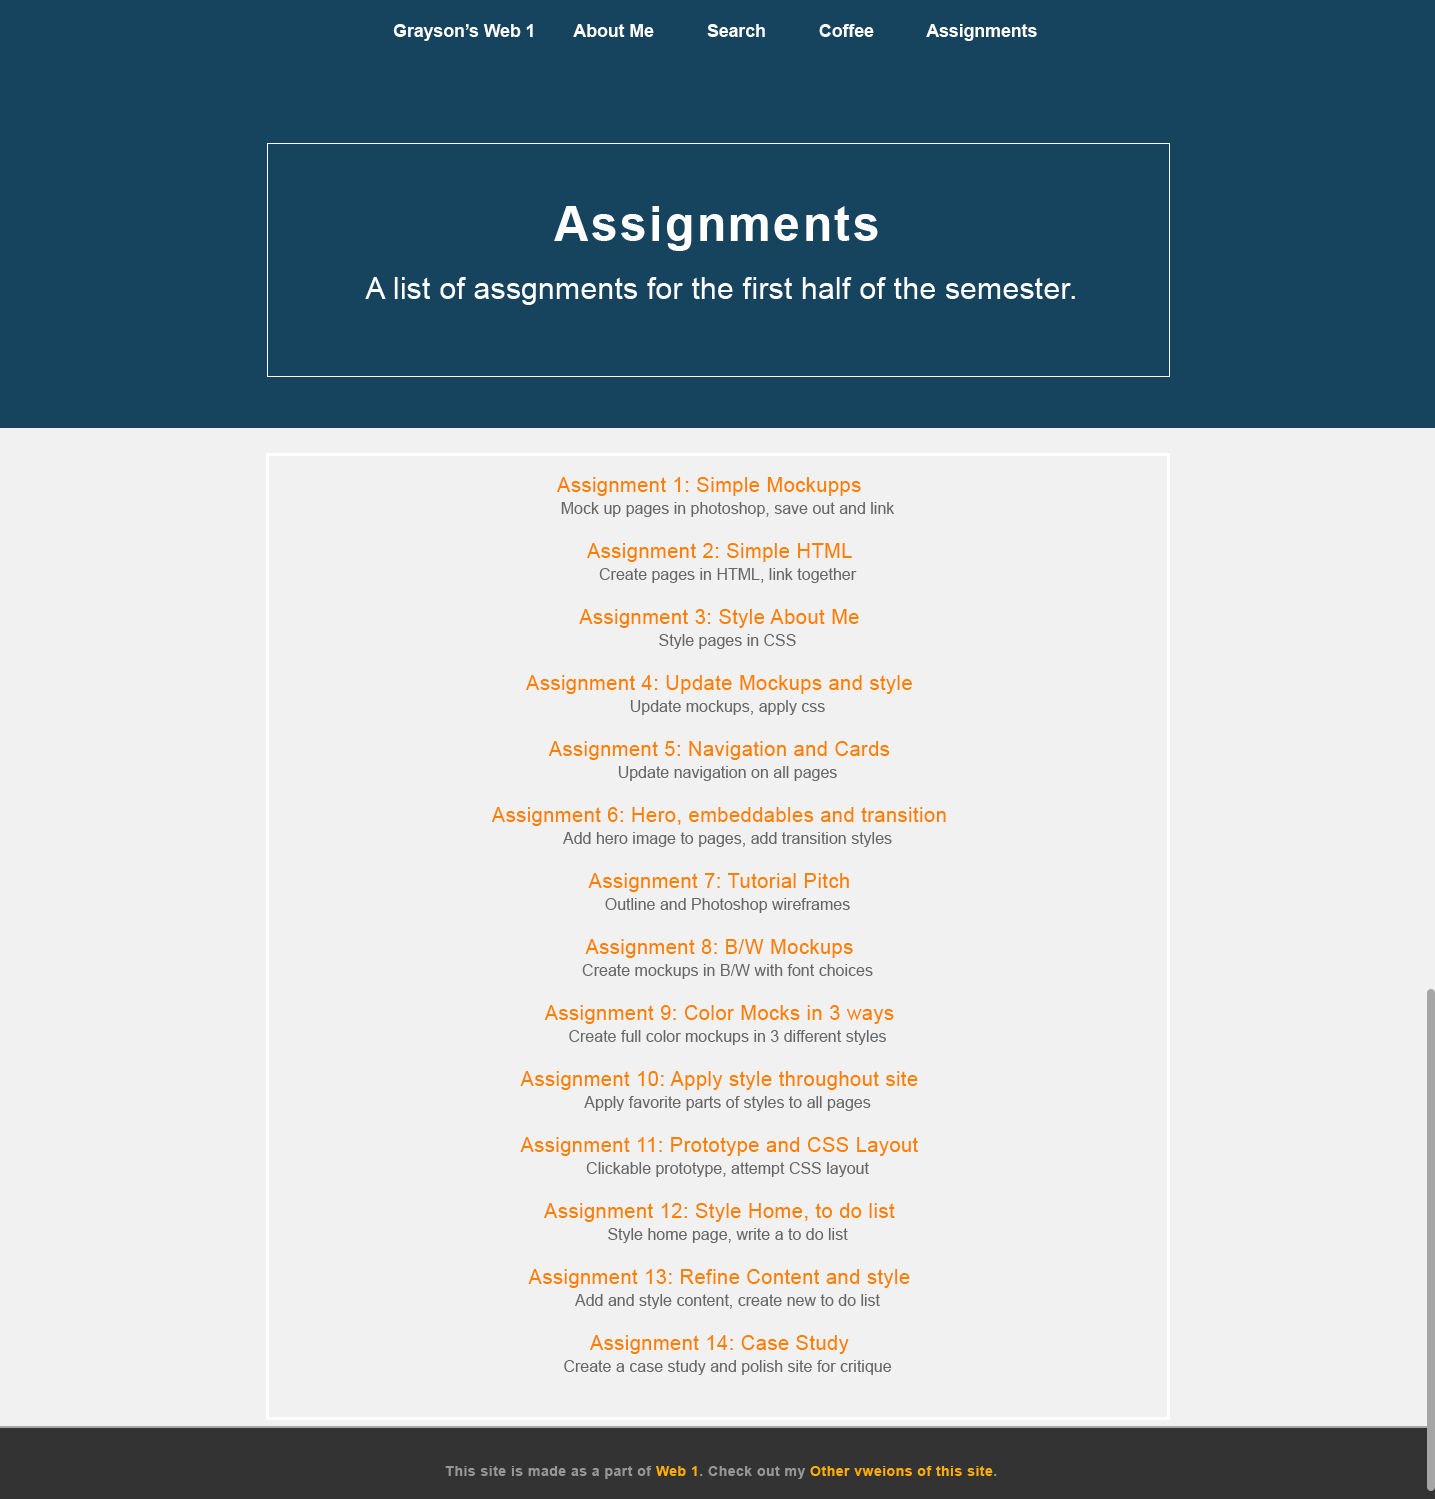 Grayson’s Web 1 About Me Search Coffee Assignments
Assignments
A list of assgnments for the first half of the semester.
Assignment 1: Simple Mockupps
Mock up pages in photoshop, save out and link
Assignment 2: Simple HTML
Create pages in HTML, link together
Assignment 3: Style About Me
Style pages in CSS
Assignment 4: Update Mockups and style
Update mockups, apply css
Assignment 5: Navigation and Cards
Update navigation on all pages
Assignment 6: Hero, embeddables and transition
Add hero image to pages, add transition styles
Assignment 7: Tutorial Pitch
Outline and Photoshop wireframes
Assignment 8: B/W Mockups
Create mockups in B/W with font choices
Assignment 9: Color Mocks in 3 ways
Create full color mockups in 3 different styles
Assignment 10: Apply style throughout site
Apply favorite parts of styles to all pages
Assignment 11: Prototype and CSS Layout
Clickable prototype, attempt CSS layout
Assignment 12: Style Home, to do list
Style home page, write a to do list
Assignment 13: Refine Content and style
Add and style content, create new to do list
Assignment 14: Case Study
Create a case study and polish site for critique
This site is made as a part of Web 1. Check out my Other vweions of this site.